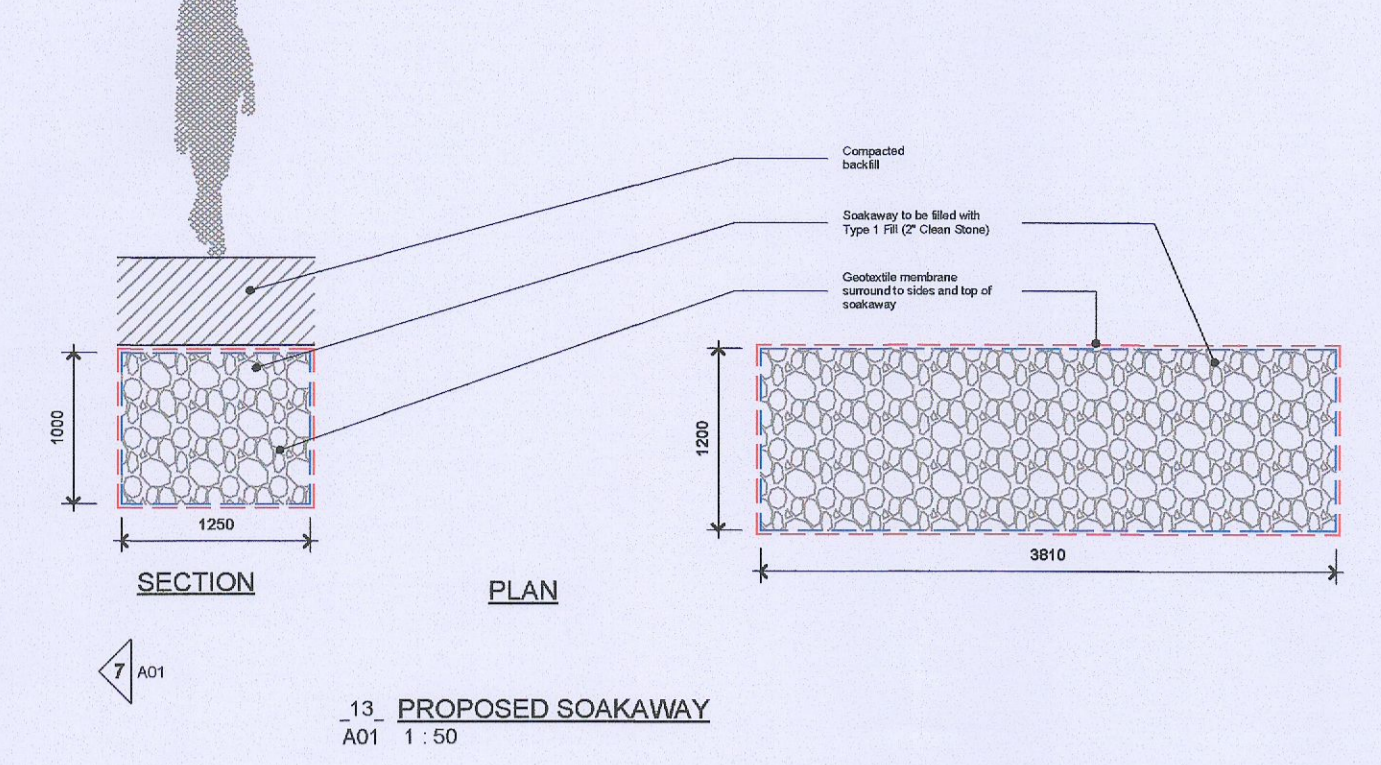 Compacted
backfill
Soakaway to be filled with
Type 1 Fill (2" Clean Stone)
Geotextile membrane
surround to sides and top of
soakaway
1000
1250
1200
3810
SECTION
PLAN
7 A01
_13_ PROPOSED SOAKAWAY
A01 1 : 50